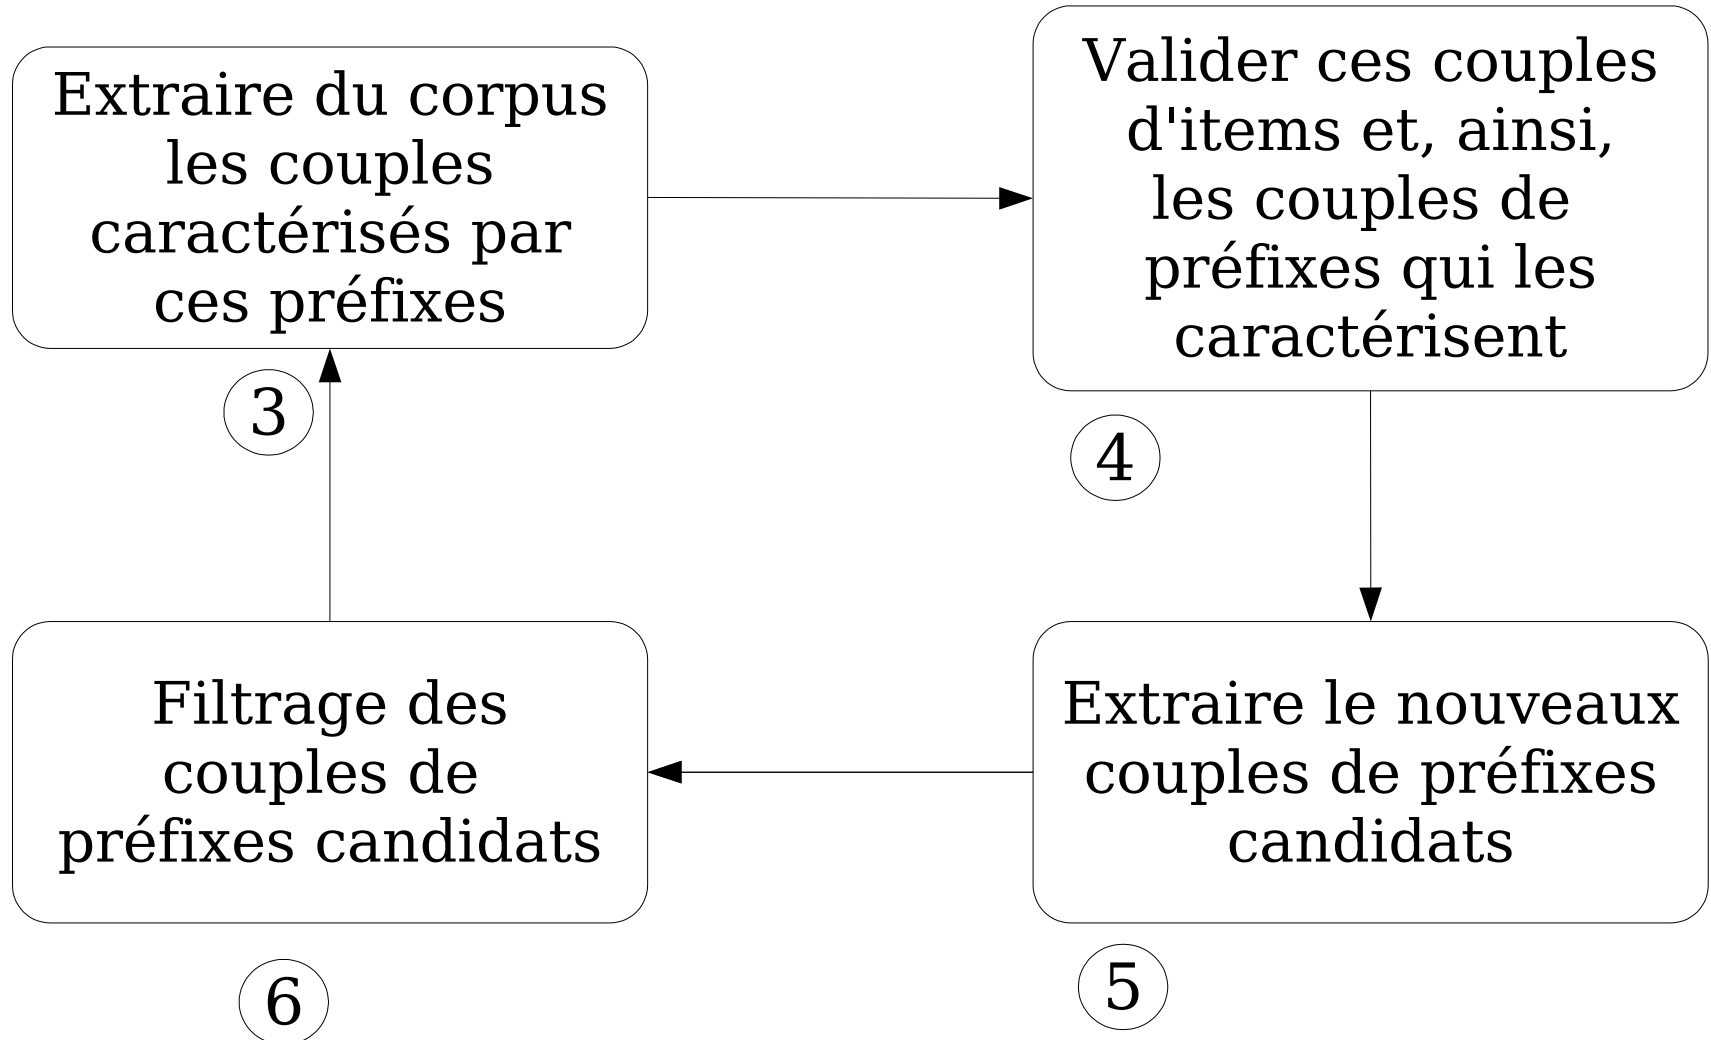 Extraire du corpus
les couples
caractérisés par
ces préfixes
3
Valider ces couples
d'items et, ainsi,
les couples de
préfixes qui les
caractérisent
4
Extraire le nouveaux
couples de préfixes
candidats
5
Filtrage des
couples de
préfixes candidats
6